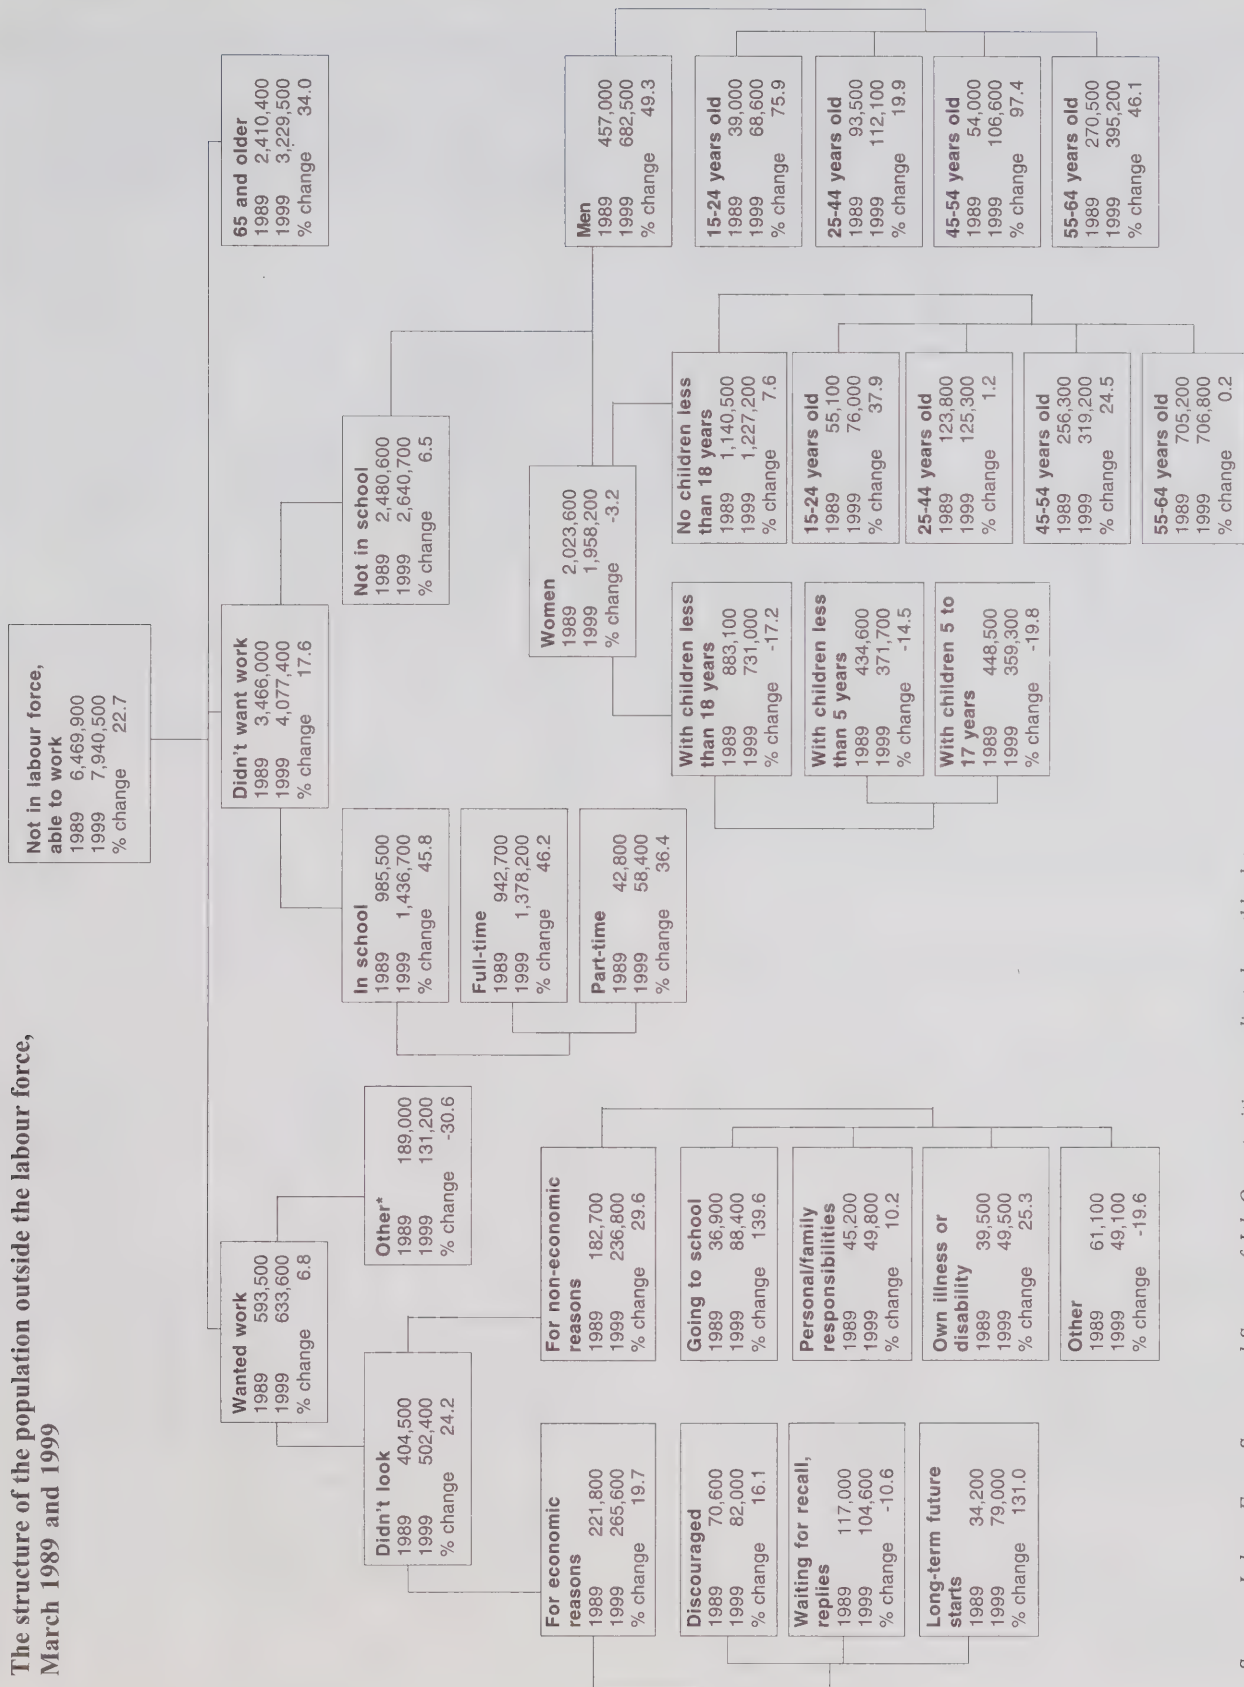 The structure of the population outside the labour force,
March 1989 and 1999
Not in labour force,
able to work
1989 6,469,900
1999 7,940,500
% change 22.7
Wanted work
1989 593,500
1999 633,600
% change 6.8
Didn't want work
1989 3,466,000
1999 4,077,400
% change 17.6
65 and older
1989 2,410,400
1999 3,229,500
% change 34.0
Didn't look
1989 404,500
1999 502,400
% change 24.2
Other*
1989 189,000
1999 131,200
% change -30.6
In school
1989 985,500
1999 1,436,700
% change 45.8
Full-time
1989 942,700
1999 1,378,200
% change 46.2
Part-time
1989 42,800
1999 58,400
% change 36.4
Not in school
1989 2,480,600
1999 2,640,700
% change 6.5
For economic
reasons
1989 221,800
1999 265,600
% change 19.7
Discouraged
1989 70,600
1999 82,000
% change 16.1
Waiting for recall,
replies
1989 117,000
1999 104,600
% change -10.6
Long-term future
starts
1989 34,200
1999 79,000
% change 131.0
For non-economic
reasons
1989 182,700
1999 236,800
% change 29.6
Going to school
1989 36,900
1999 88,400
% change 139.6
Personal/family
responsibilities
1989 45,200
1999 49,800
% change 10.2
Own illness or
disability
1989 39,500
1999 49,500
% change 25.3
Other
1989 61,100
1999 49,100
% change -19.6
Women
1989 2,023,600
1999 1,958,200
% change -3.2
With children less
than 18 years
1989 883,100
1999 731,000
% change -17.2
With children less
than 5 years
1989 434,600
1999 371,700
% change -14.5
With children 5 to
17 years
1989 448,500
1999 359,300
% change -19.8
No children less
than 18 years
1989 1,140,500
1999 1,227,200
% change 7.6
15-24 years old
1989 55,100
1999 76,000
% change 37.9
25-44 years old
1989 123,800
1999 125,300
% change 1.2
45-54 years old
1989 256,300
1999 319,200
% change 24.5
55-64 years old
1989 705,200
1999 706,800
% change 0.2
Men
1989 457,000
1999 682,500
% change 49.3
15-24 years old
1989 39,000
1999 68,600
% change 75.9
25-44 years old
1989 93,500
1999 112,100
% change 19.9
45-54 years old
1989 54,000
1999 106,600
% change 97.4
55-64 years old
1989 270,500
1999 395,200
% change 46.1